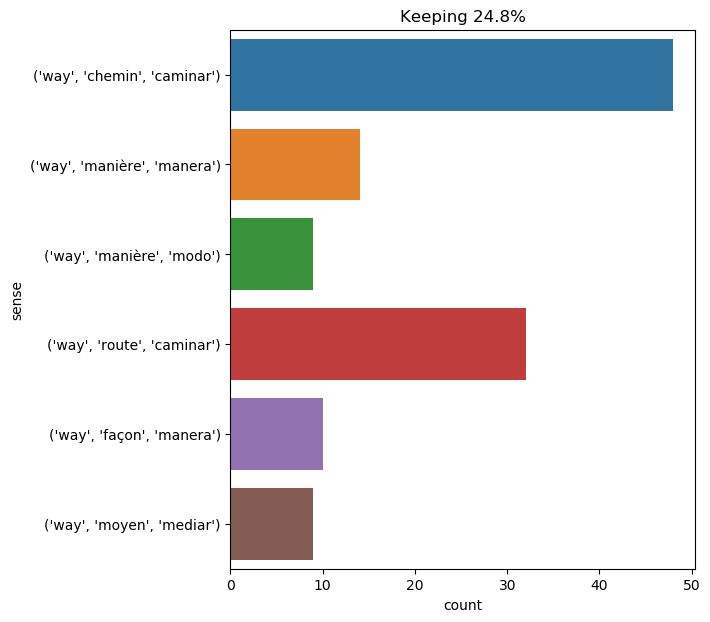 Keeping 24.8%
('way', 'chemin', 'caminar')
('way', 'manière', 'manera')
('way', 'manière', 'modo')
('way', 'route', 'caminar')
('way', 'façon', 'manera')
('way', 'moyen', 'mediar')
sense
0 10 20 30 40 50
count